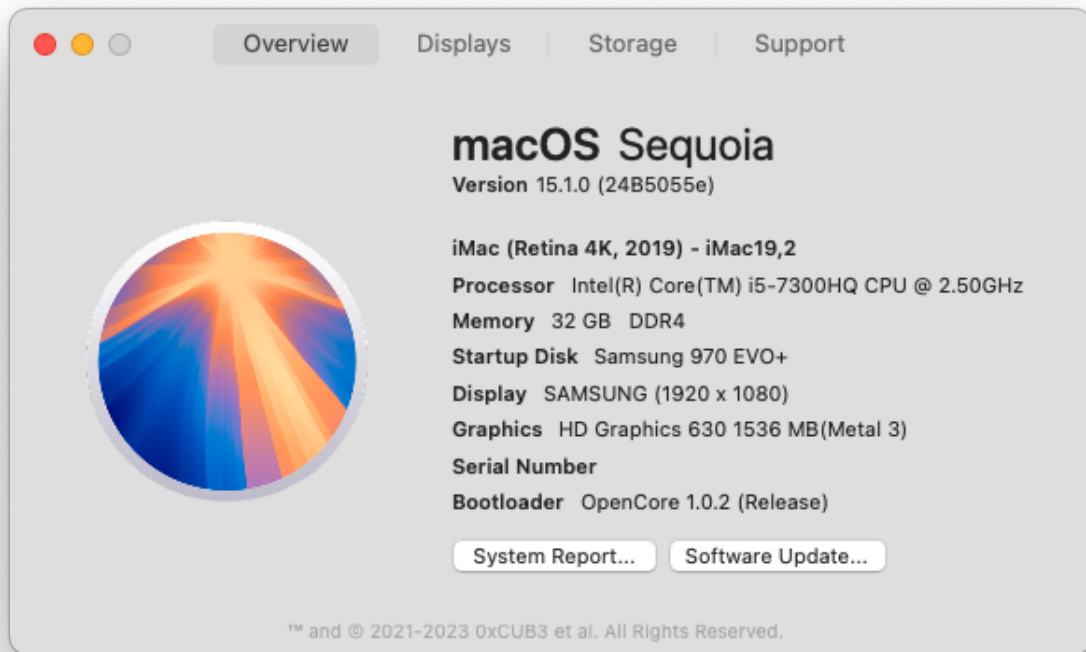 Overview Displays Storage Support
macOS Sequoia
Version 15.1.0 (24B5055e)
iMac (Retina 4K, 2019) - iMac19,2
Processor Intel(R) Core(TM) i5-7300HQ CPU @ 2.50GHz
Memory 32 GB DDR4
Startup Disk Samsung 970 EVO+
Display SAMSUNG (1920 x 1080)
Graphics HD Graphics 630 1536 MB(Metal 3)
Serial Number
Bootloader OpenCore 1.0.2 (Release)
System Report... Software Update...
™ and © 2021-2023 0xCUB3 et al. All Rights Reserved.